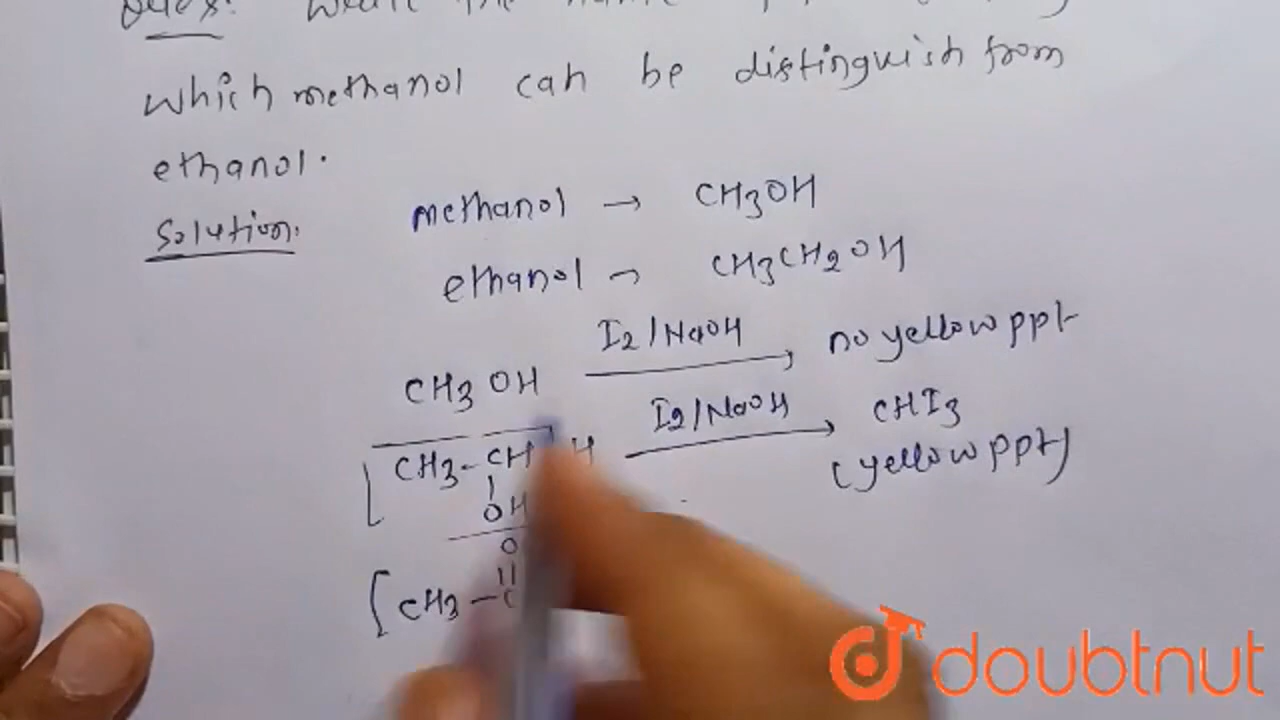 which methanol can be distinguish from
ethanol.
Solution.
methanol → CH3OH
ethanol → CH3CH2OH
CH3OH I2/NaOH no yellow ppt
CH3-CH H I2/NaOH CHI3
OH (yellow ppt)
O
CH3-C
doubtnut